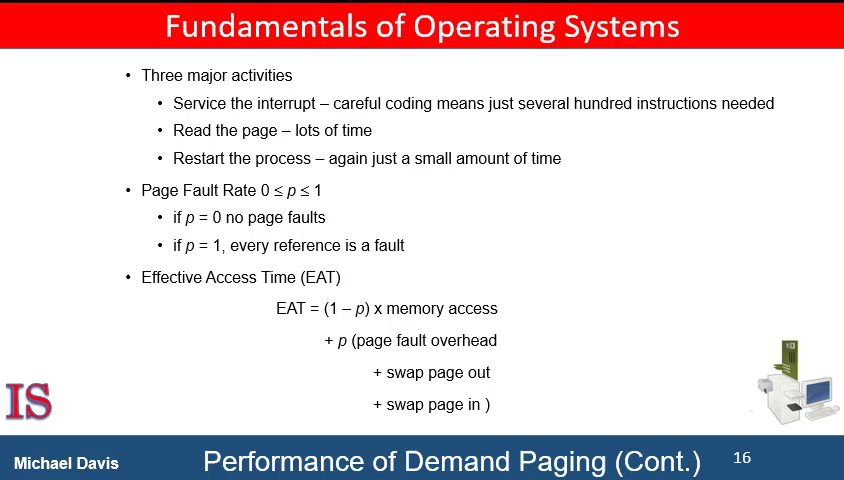 Fundamentals of Operating Systems
• Three major activities
• Service the interrupt – careful coding means just several hundred instructions needed
• Read the page – lots of time
• Restart the process – again just a small amount of time
• Page Fault Rate 0 ≤ p ≤ 1
• if p = 0 no page faults
• if p = 1, every reference is a fault
• Effective Access Time (EAT)
EAT = (1 – p) x memory access
+ p (page fault overhead
+ swap page out
+ swap page in )
IS
Michael Davis
Performance of Demand Paging (Cont.)
16